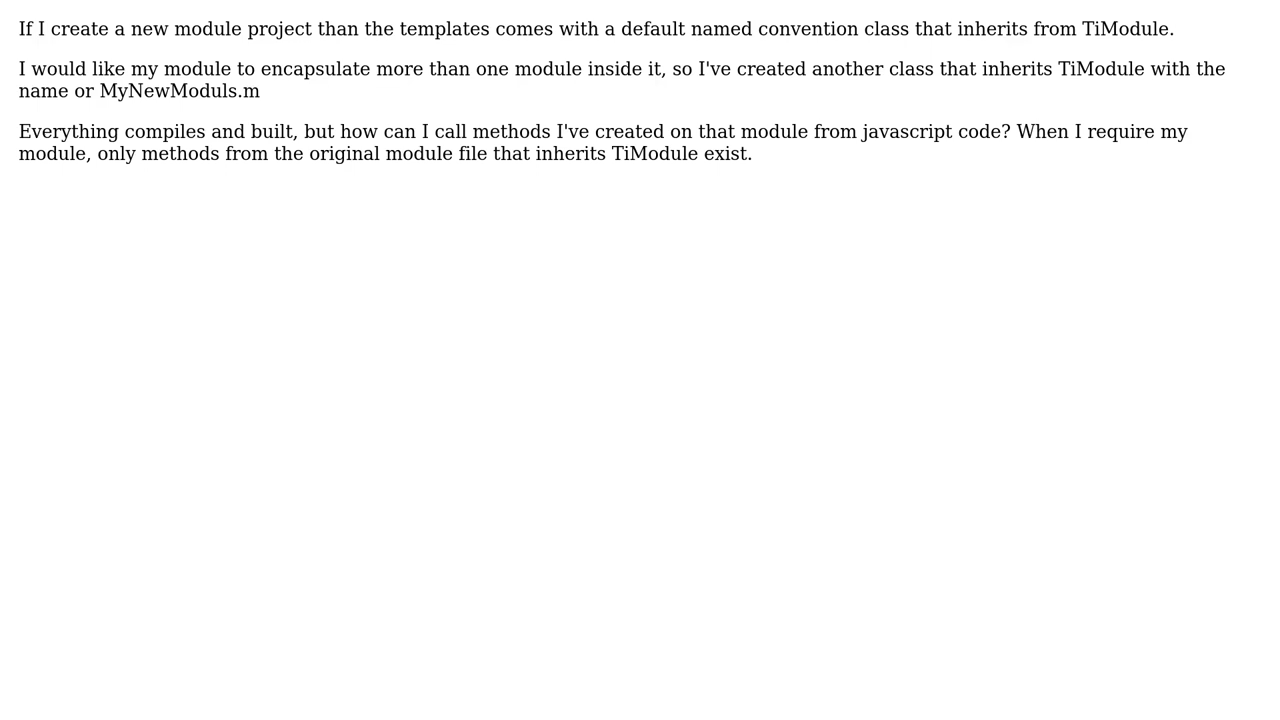 If I create a new module project than the templates comes with a default named convention class that inherits from TiModule.
I would like my module to encapsulate more than one module inside it, so I've created another class that inherits TiModule with the
name or MyNewModuls.m
Everything compiles and built, but how can I call methods I've created on that module from javascript code? When I require my
module, only methods from the original module file that inherits TiModule exist.